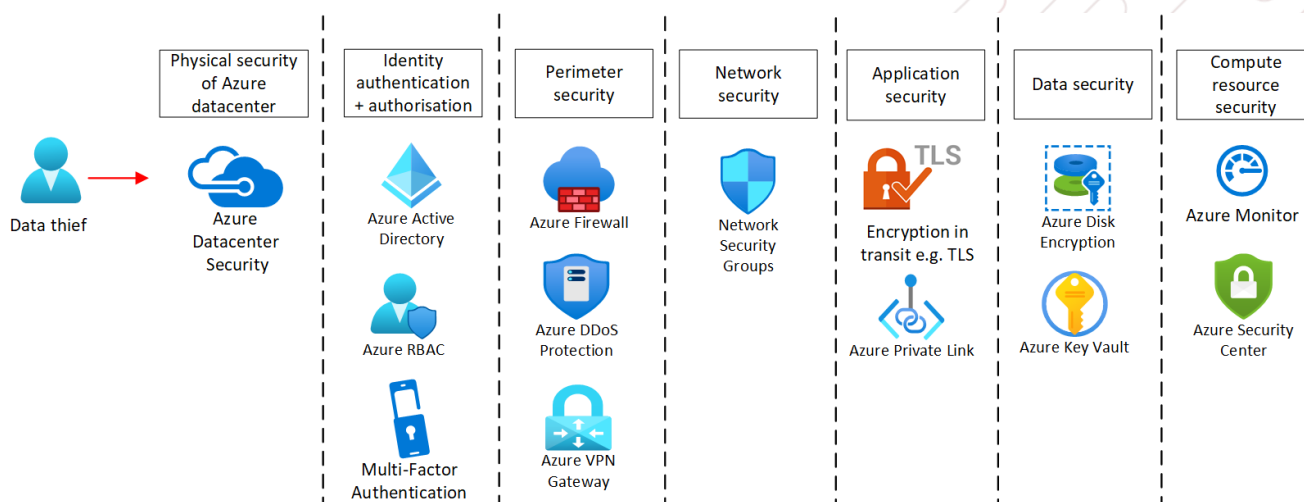 Physical security
of Azure
datacenter
Identity
authentication
+ authorisation
Perimeter
security
Network
security
Application
security
Data security
Compute
resource
security
Data thief
Azure
Datacenter
Security
Azure Active
Directory
Azure RBAC
Multi-Factor
Authentication
Azure Firewall
Azure DDoS
Protection
Azure VPN
Gateway
Network
Security
Groups
TLS
Encryption in
transit e.g. TLS
Azure Private Link
Azure Disk
Encryption
Azure Key Vault
Azure Monitor
Azure Security
Center